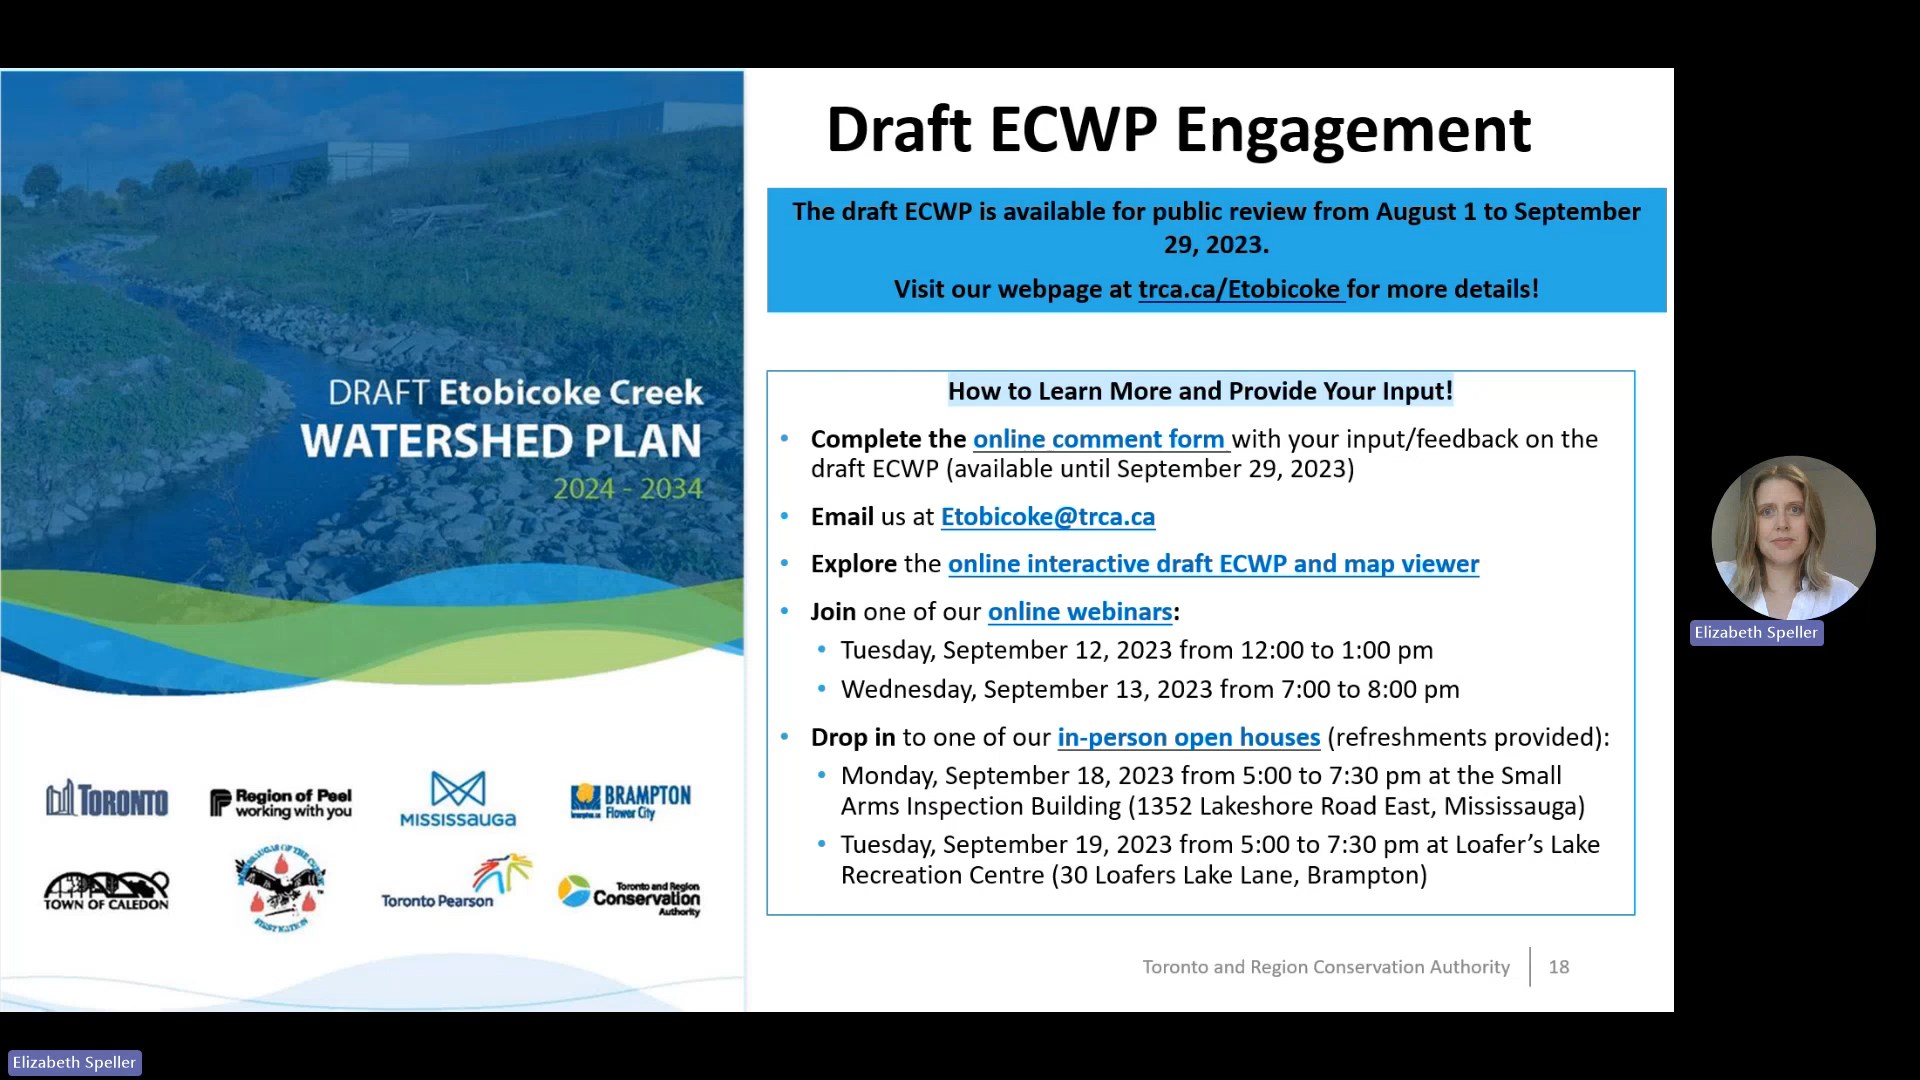 Draft ECWP Engagement
The draft ECWP is available for public review from August 1 to September
29, 2023.
Visit our webpage at trca.ca/Etobicoke for more details!
DRAFT Etobicoke Creek
WATERSHED PLAN
2024 - 2034
TORONTO
Region of Peel
working with you
MISSISSAUGA
BRAMPTON
brampton.ca Flower City
TOWN OF CALEDON
MISSISSAUGAS OF THE CREDIT
FIRST NATION
Toronto Pearson
Toronto and Region
Conservation
Authority
How to Learn More and Provide Your Input!
• Complete the online comment form with your input/feedback on the
draft ECWP (available until September 29, 2023)
• Email us at Etobicoke@trca.ca
• Explore the online interactive draft ECWP and map viewer
• Join one of our online webinars:
• Tuesday, September 12, 2023 from 12:00 to 1:00 pm
• Wednesday, September 13, 2023 from 7:00 to 8:00 pm
• Drop in to one of our in-person open houses (refreshments provided):
• Monday, September 18, 2023 from 5:00 to 7:30 pm at the Small
Arms Inspection Building (1352 Lakeshore Road East, Mississauga)
• Tuesday, September 19, 2023 from 5:00 to 7:30 pm at Loafer’s Lake
Recreation Centre (30 Loafers Lake Lane, Brampton)
Toronto and Region Conservation Authority | 18
Elizabeth Speller
Elizabeth Speller